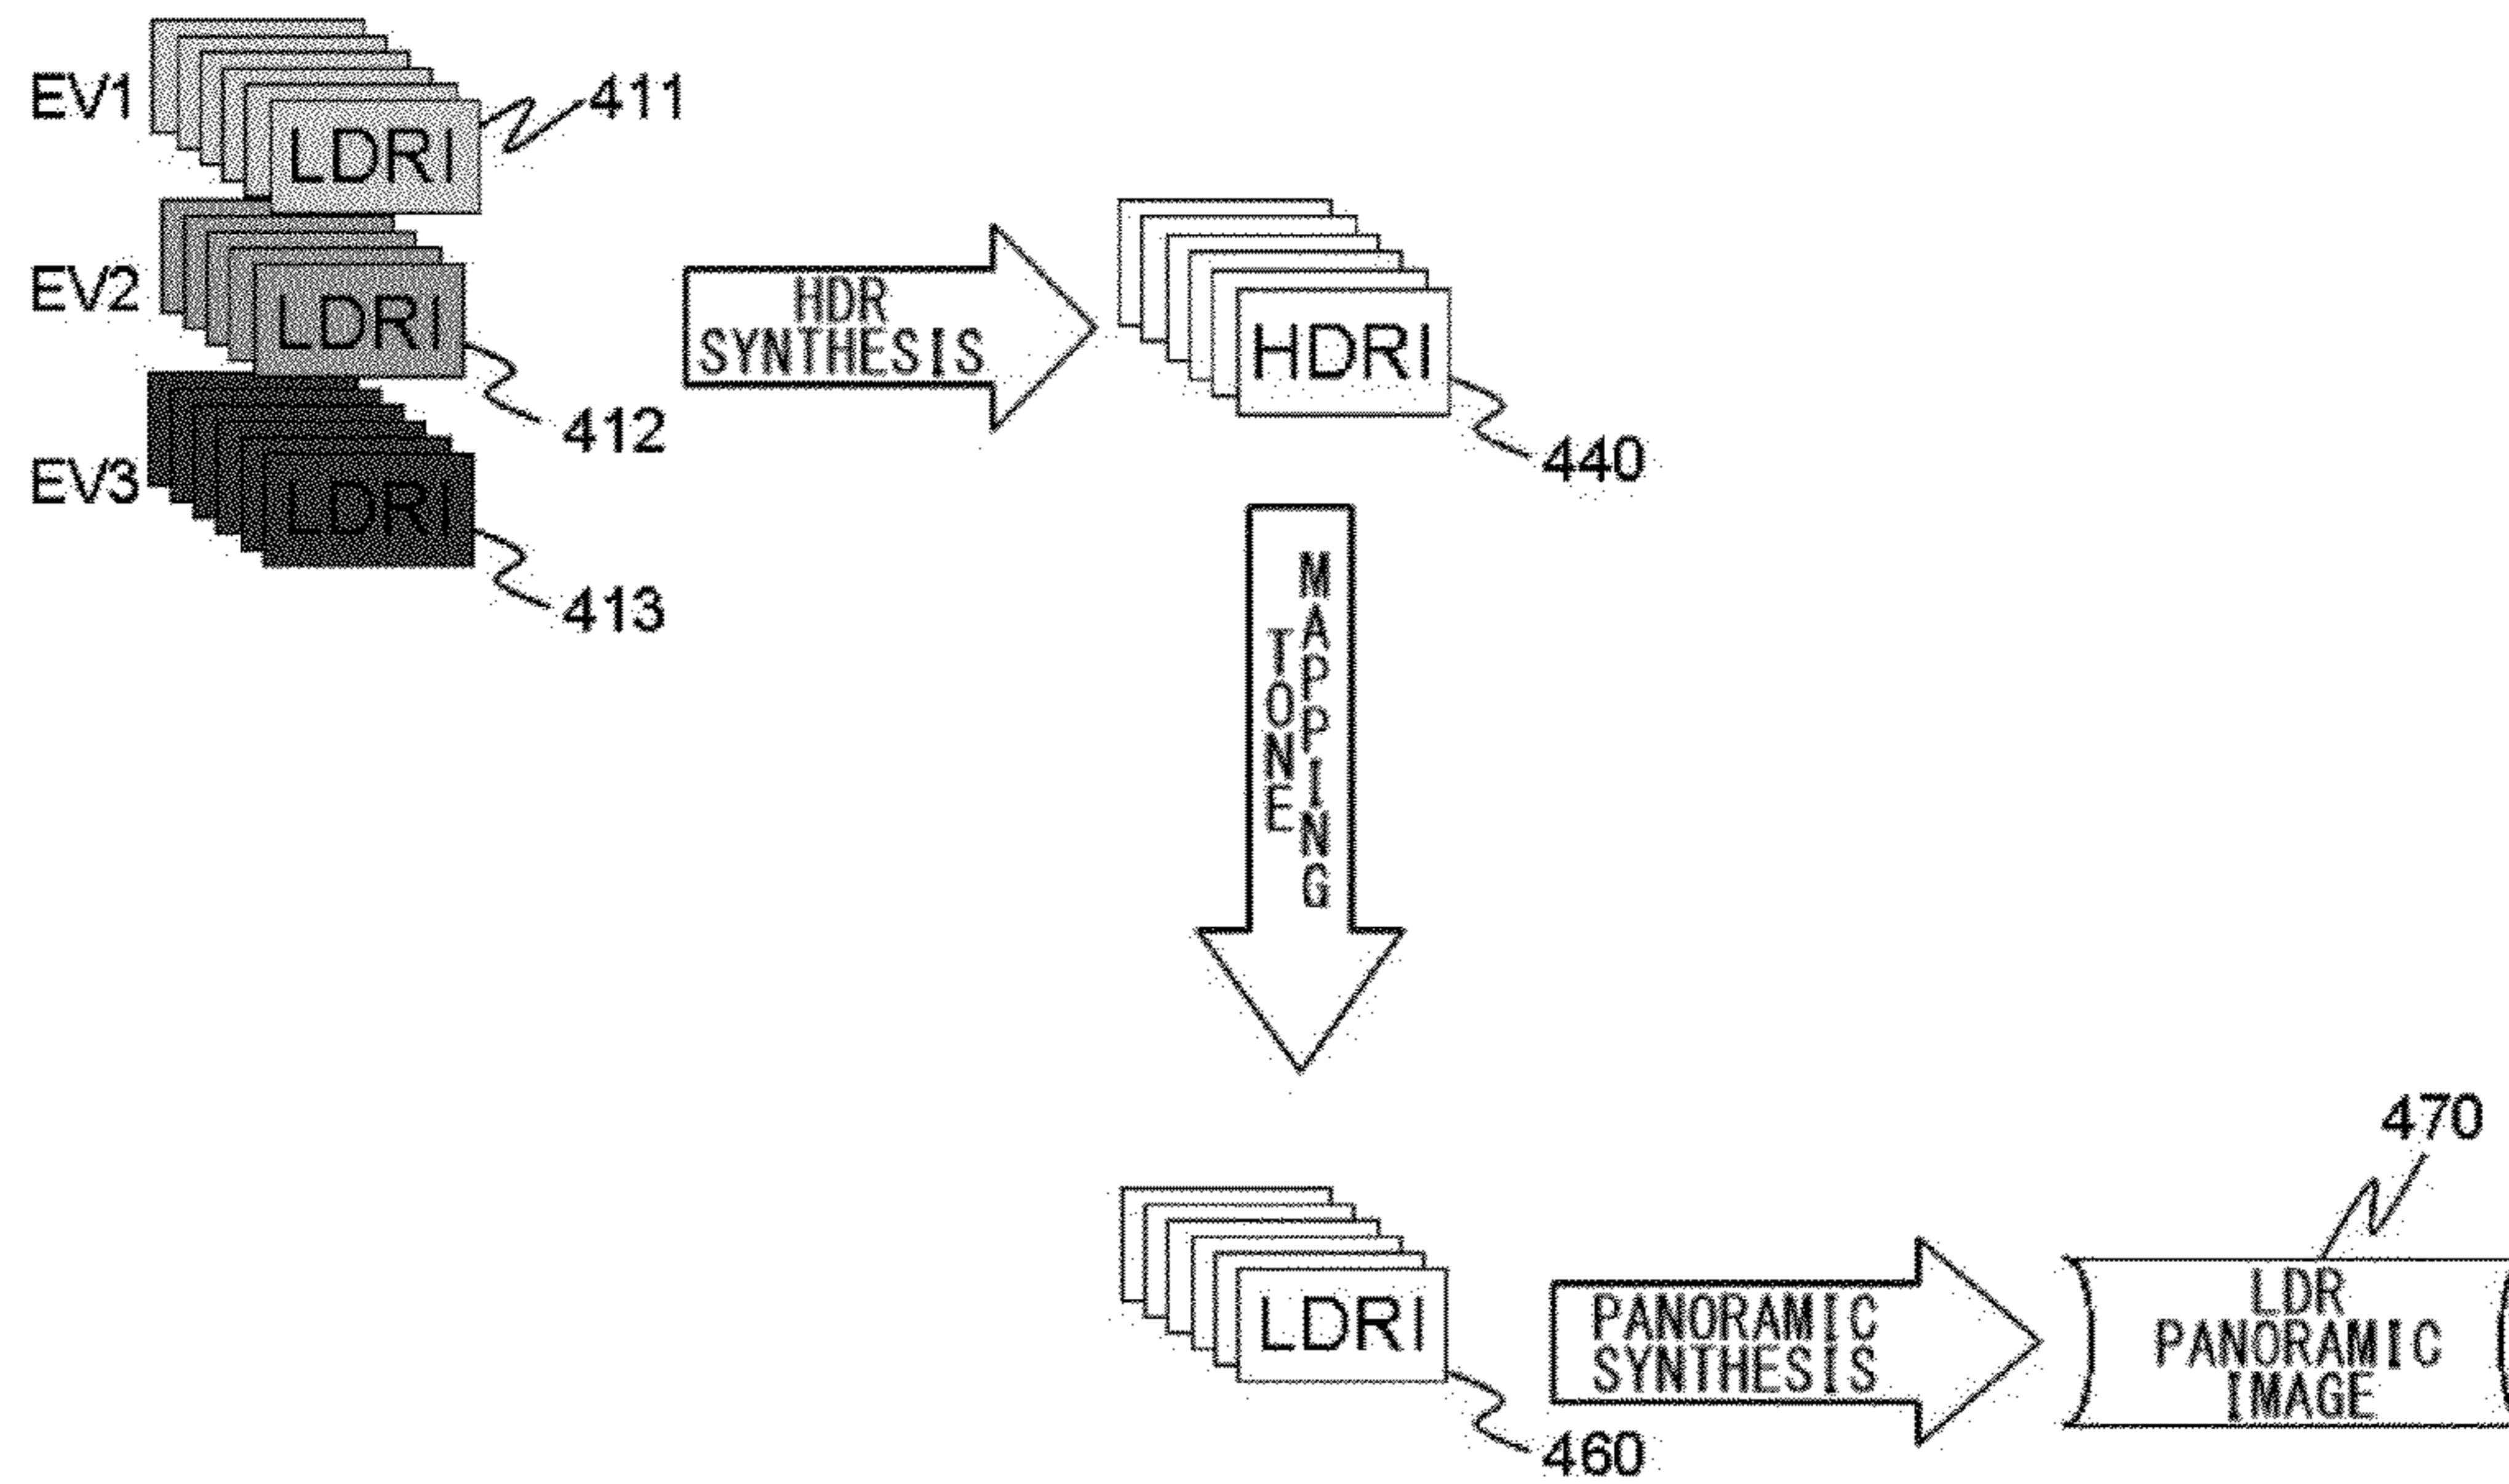 EV1
LDRI
411
EV2
LDRI
412
EV3
LDRI
413
HDR
SYNTHESIS
HDRI
440
TONE
MAPPING
LDRI
460
PANORAMIC
SYNTHESIS
470
LDR
PANORAMIC
IMAGE